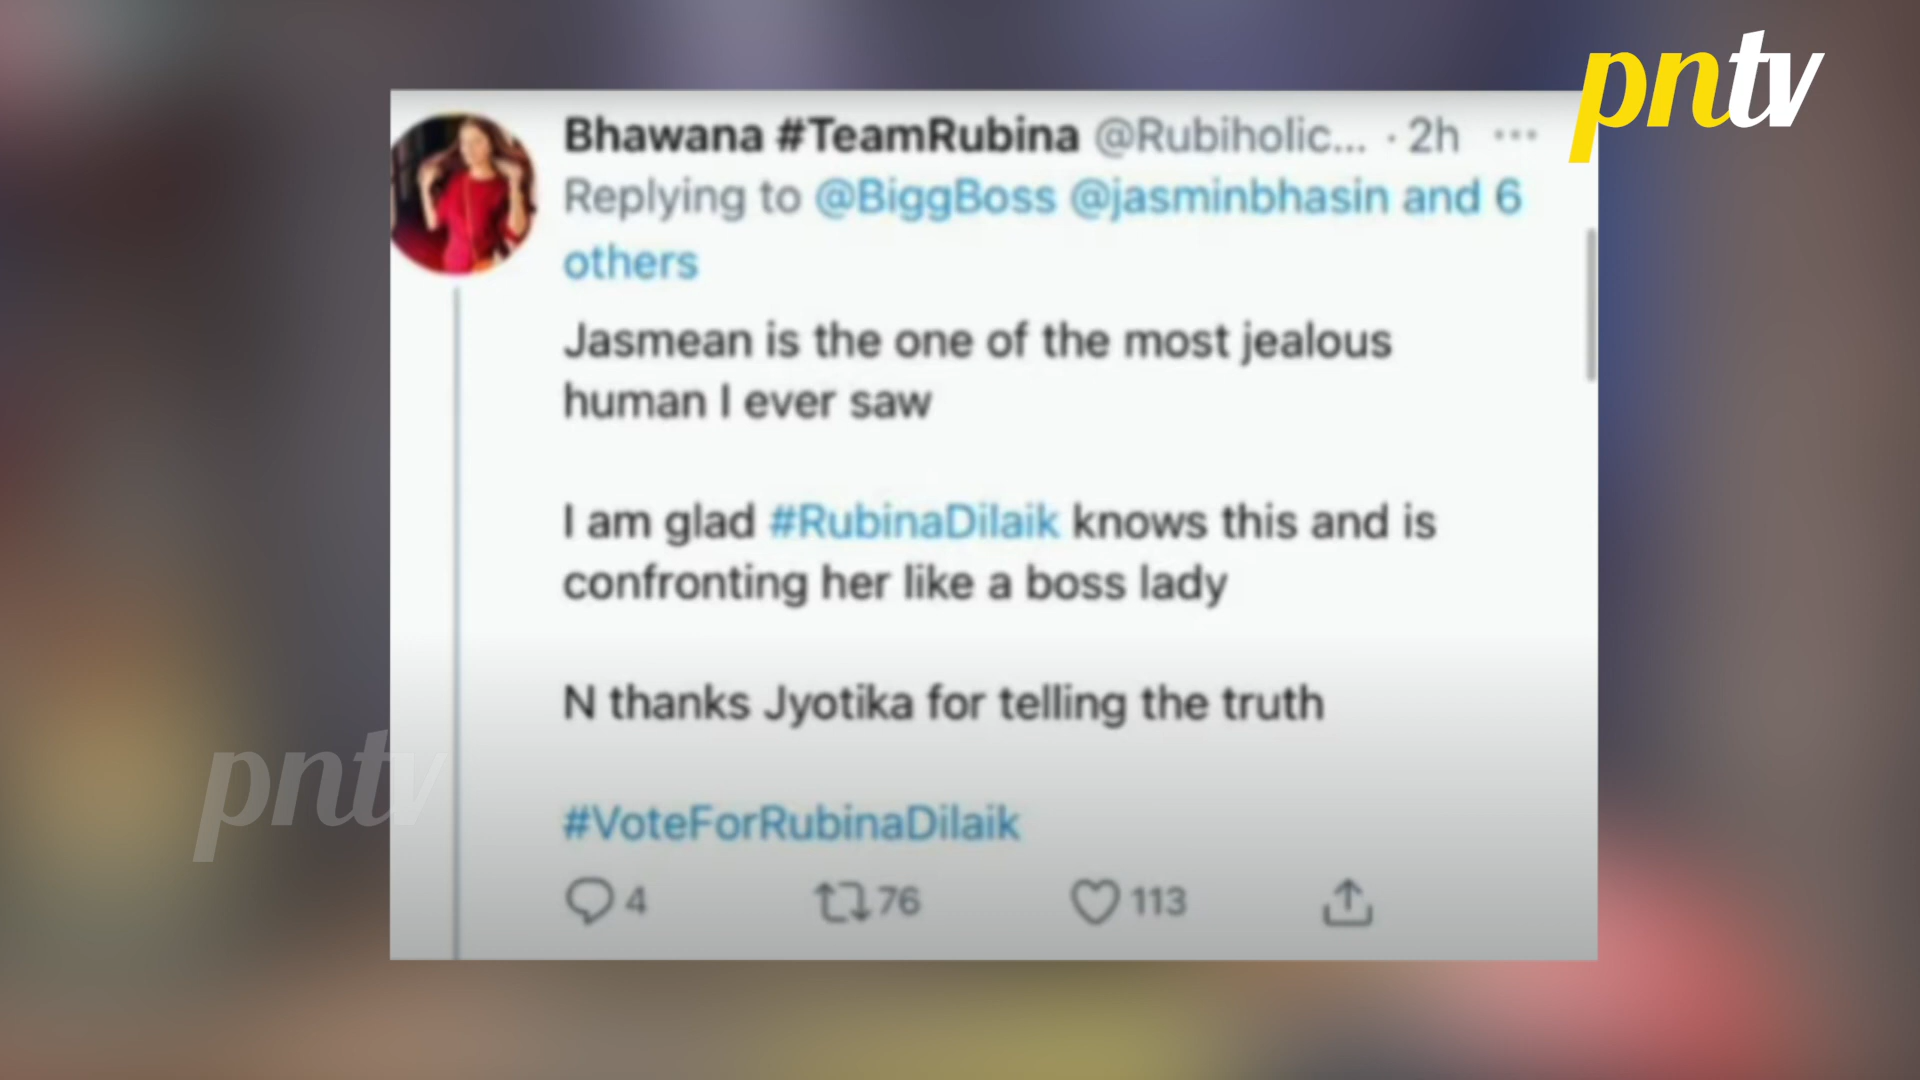 pntv
Bhawana #TeamRubina @Rubiholic... · 2h ...
Replying to @BiggBoss @jasminbhasin and 6
others
Jasmean is the one of the most jealous
human I ever saw
I am glad #RubinaDilaik knows this and is
confronting her like a boss lady
N thanks Jyotika for telling the truth
pntv
#VoteForRubinaDilaik
4 76 113